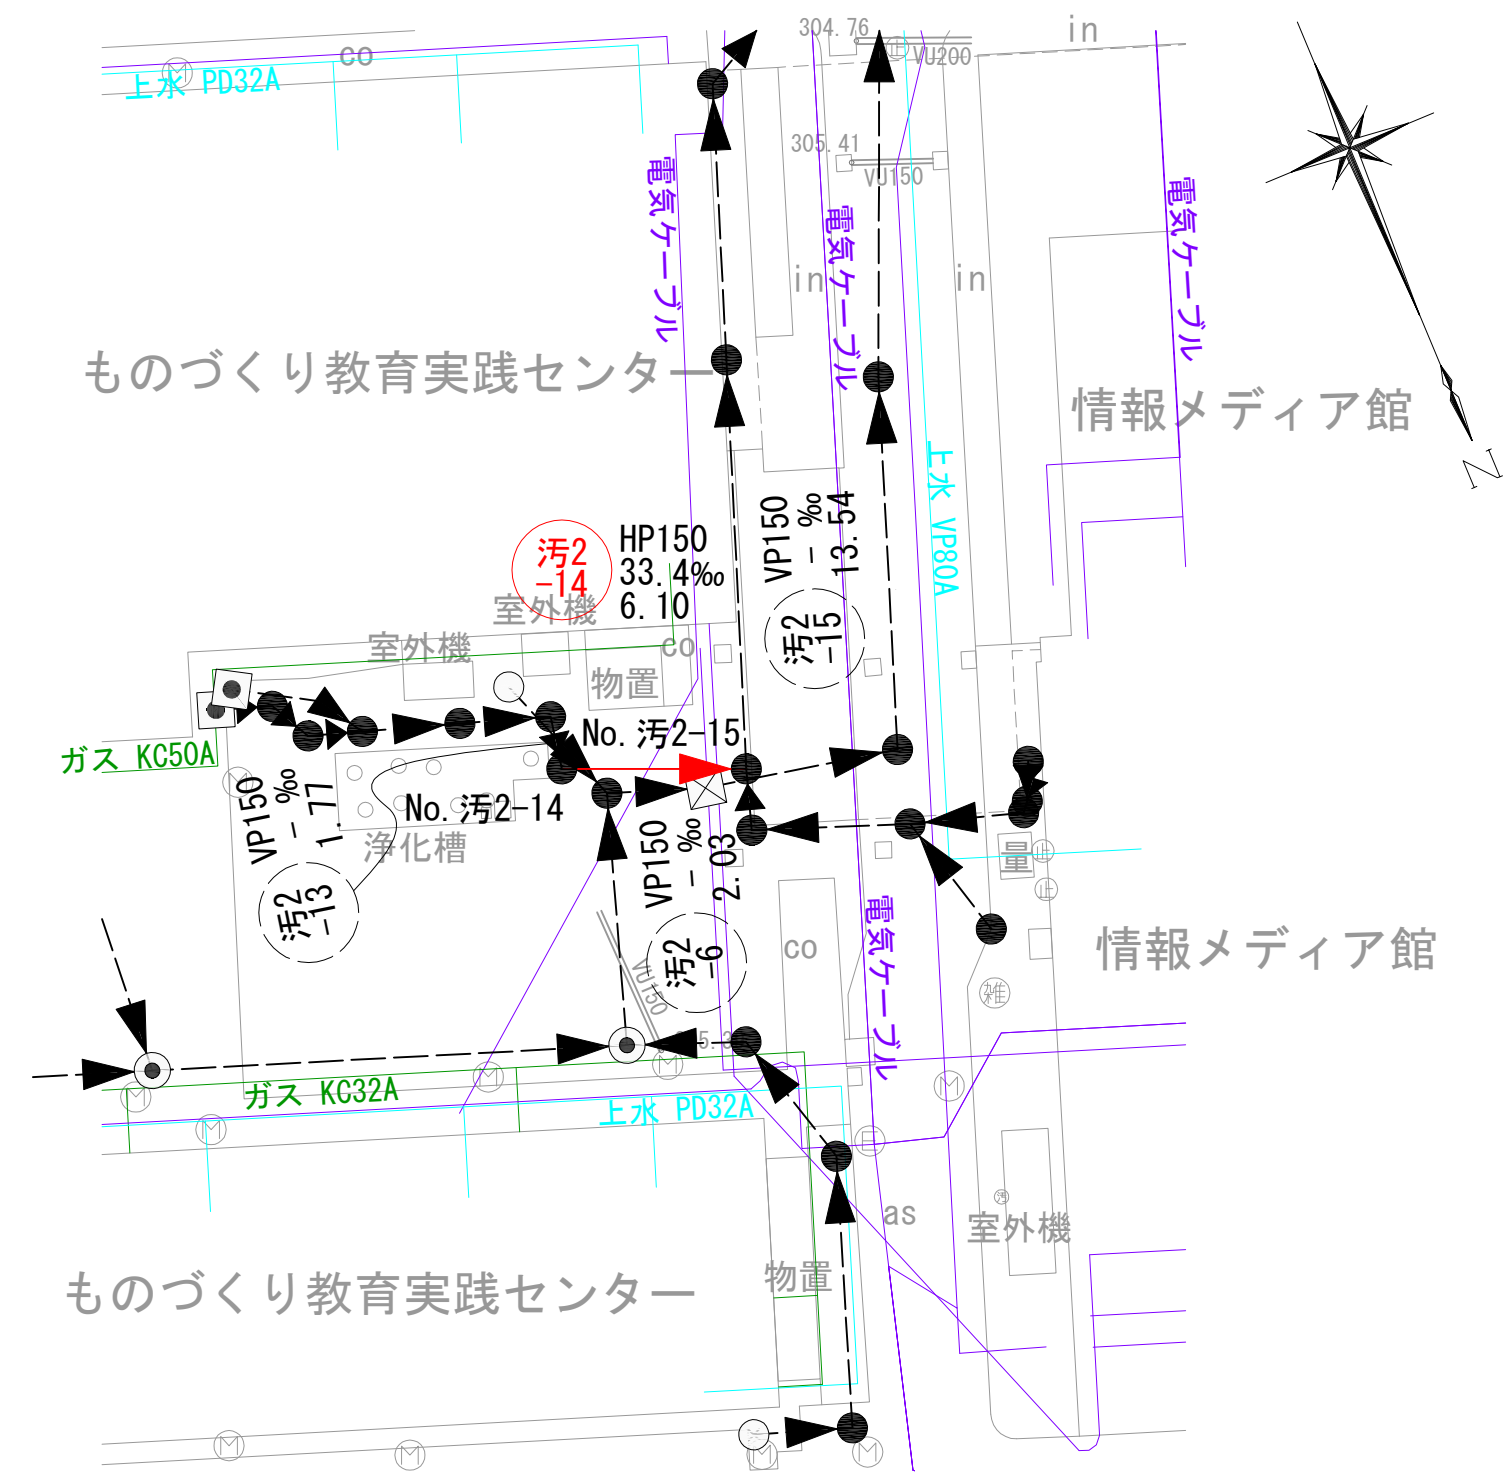 304.76
in
co
VU200
上水 PD32A
305.41
VU150
電気ケーブル
電気ケーブル
電気ケーブル
in
in
ものづくり教育実践センター
情報メディア館
N
上水 VP80A
汚2
-14
HP150
33.4‰
6.10
VP150
- ‰
13.54
汚2
-15
室外機
室外機
co
物置
No.汚2-15
ガス KC50A
VP150
- ‰
1.77
No.汚2-14
浄化槽
汚2
-13
VP150
- ‰
2.03
汚2
-6
量
止
止
止
電気ケーブル
co
情報メディア館
VU150
雑
M
M
M
M
M
M
M
ガス KC32A
上水 PD32A
as
汚
室外機
物置
ものづくり教育実践センター
M
M
M
M